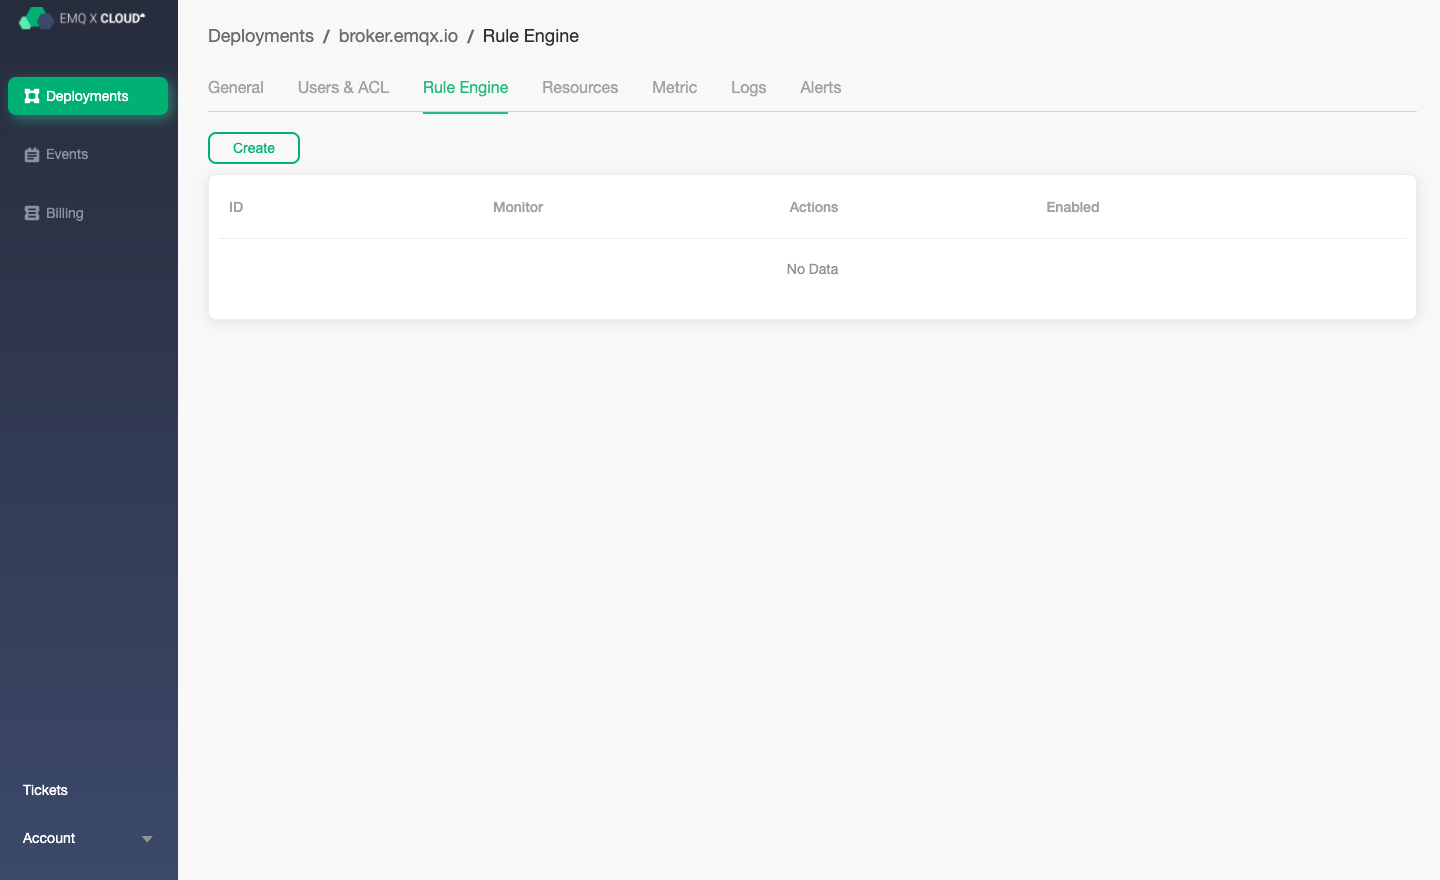 EMQ X CLOUD
Deployments / broker.emqx.io / Rule Engine
General Users & ACL Rule Engine Resources Metric Logs Alerts
Deployments
Events
Billing
Create
ID Monitor Actions Enabled
No Data
Tickets
Account